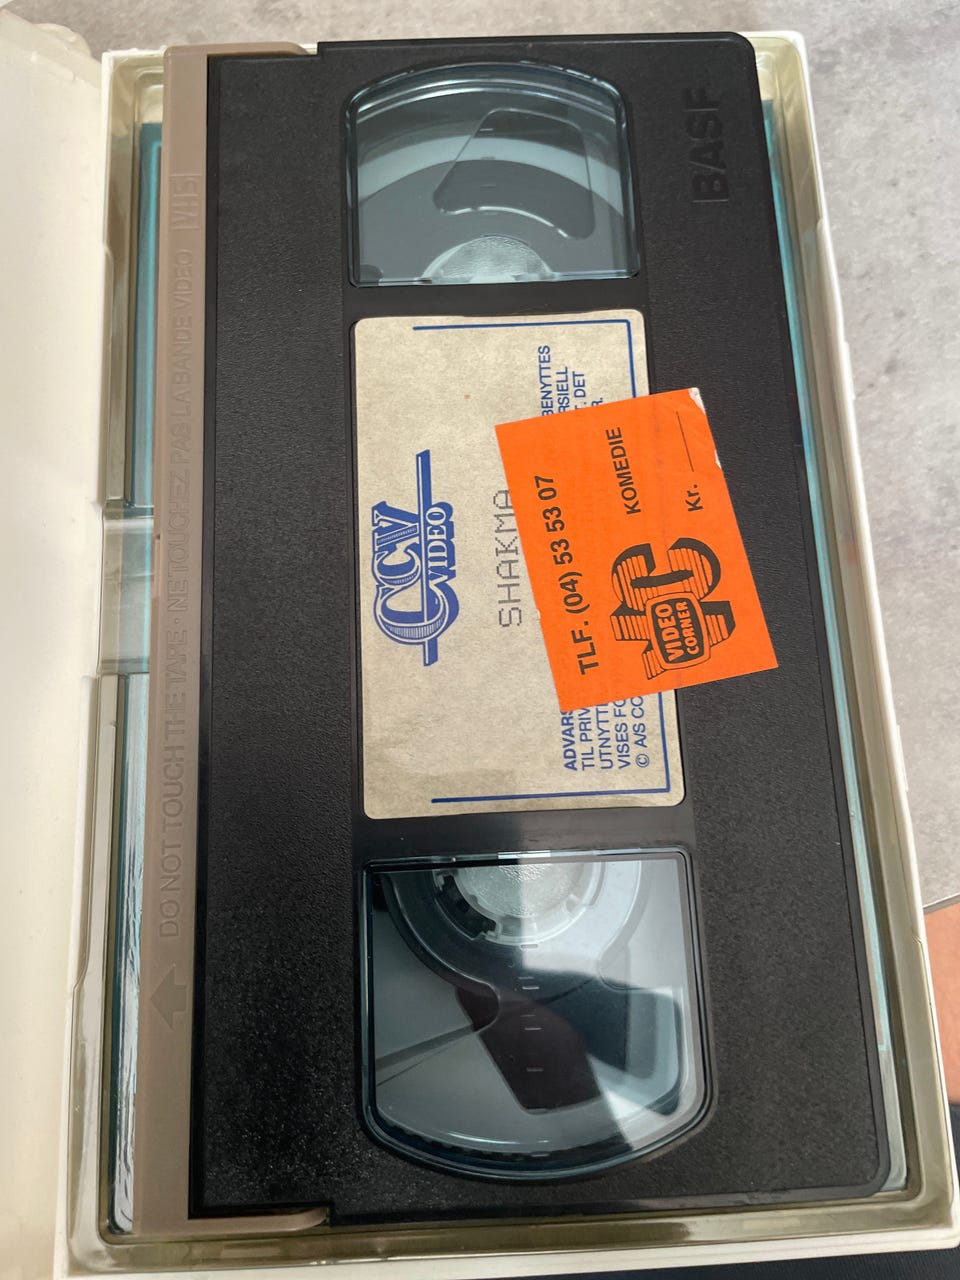 BASF
VHS
DO NOT TOUCH THE TAPE · NE TOUCHEZ PAS LA BANDE VIDEO
CCV
VIDEO
SHAKMA
ADVARS
TIL PRIV
UTNYTT
VISES FO
© A/S CC
BENYTTES
RSIELL
. DET
R.
TLF. (04) 53 53 07
KOMEDIE
Kr.
VIDEO
CORNER